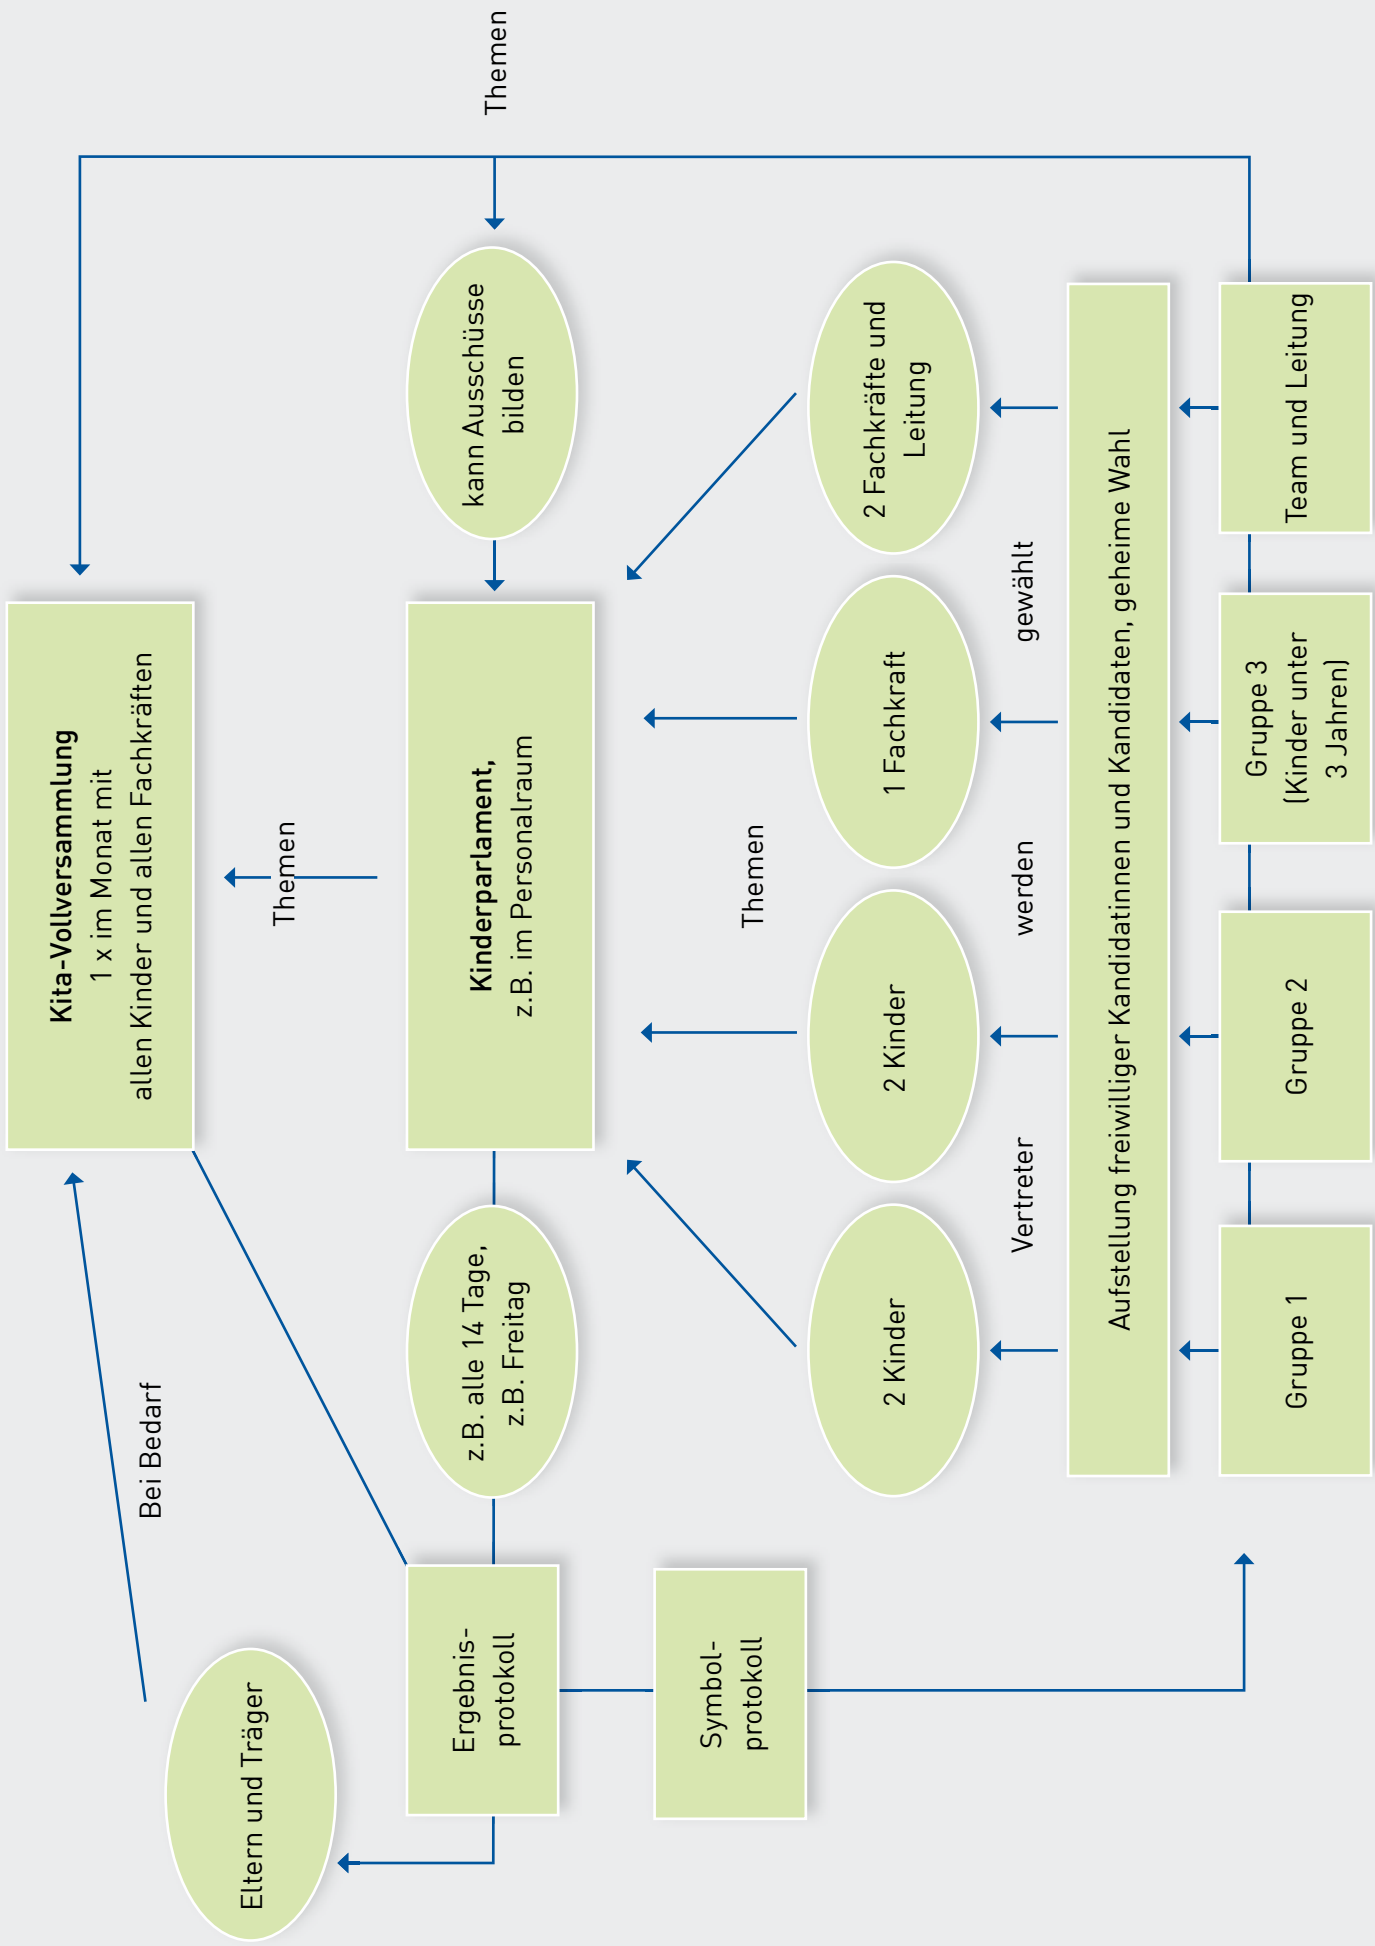 Kita-Vollversammlung
1 x im Monat mit
allen Kinder und allen Fachkräften
Bei Bedarf
Eltern und Träger
Themen
Themen
Ergebnis-
protokoll
z.B. alle 14 Tage,
z.B. Freitag
Kinderparlament,
z.B. im Personalraum
kann Ausschüsse
bilden
Symbol-
protokoll
Themen
2 Kinder
2 Kinder
1 Fachkraft
2 Fachkräfte und
Leitung
Vertreter werden gewählt
Aufstellung freiwilliger Kandidatinnen und Kandidaten, geheime Wahl
Gruppe 1
Gruppe 2
Gruppe 3
(Kinder unter
3 Jahren)
Team und Leitung